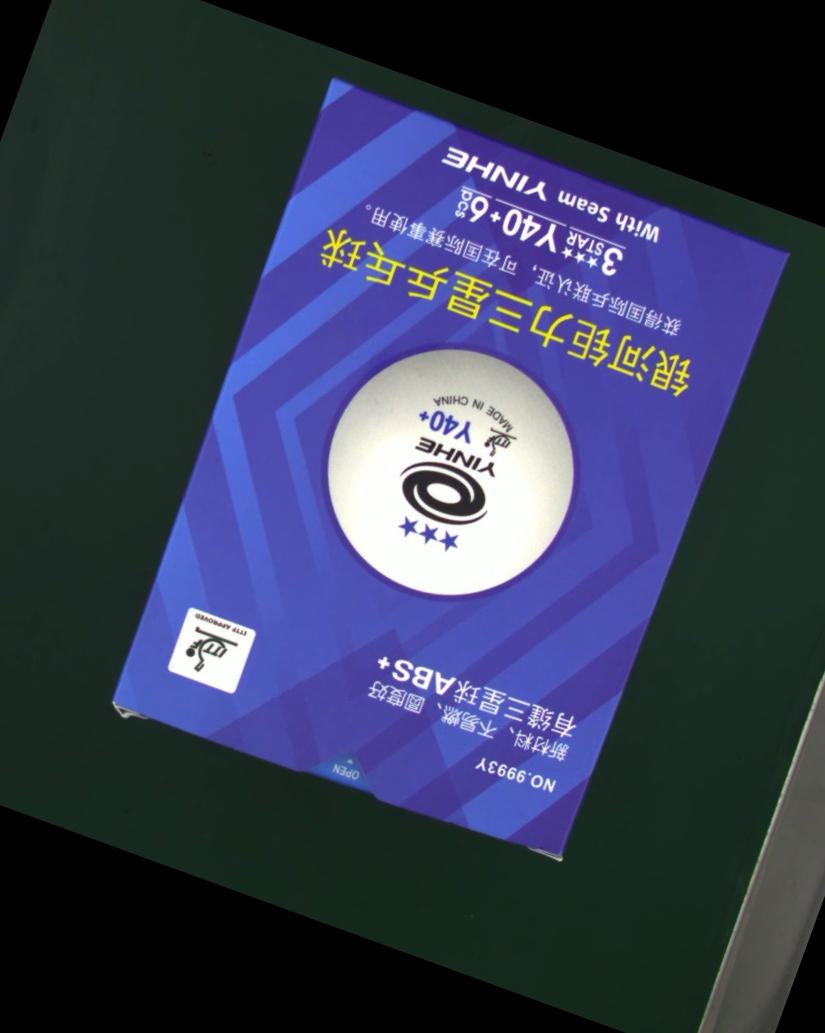 OPEN
NO.9993Y
新材料、不易燃、圆度好
有缝三星球ABS+
ITTF APPROVED
★★★
YINHE
Y40+
MADE IN CHINA
银河钜力三星乒乓球
获得国际乒联认证，可在国际赛事使用。
3★★★STAR Y40+ 6PCS
With Seam YINHE